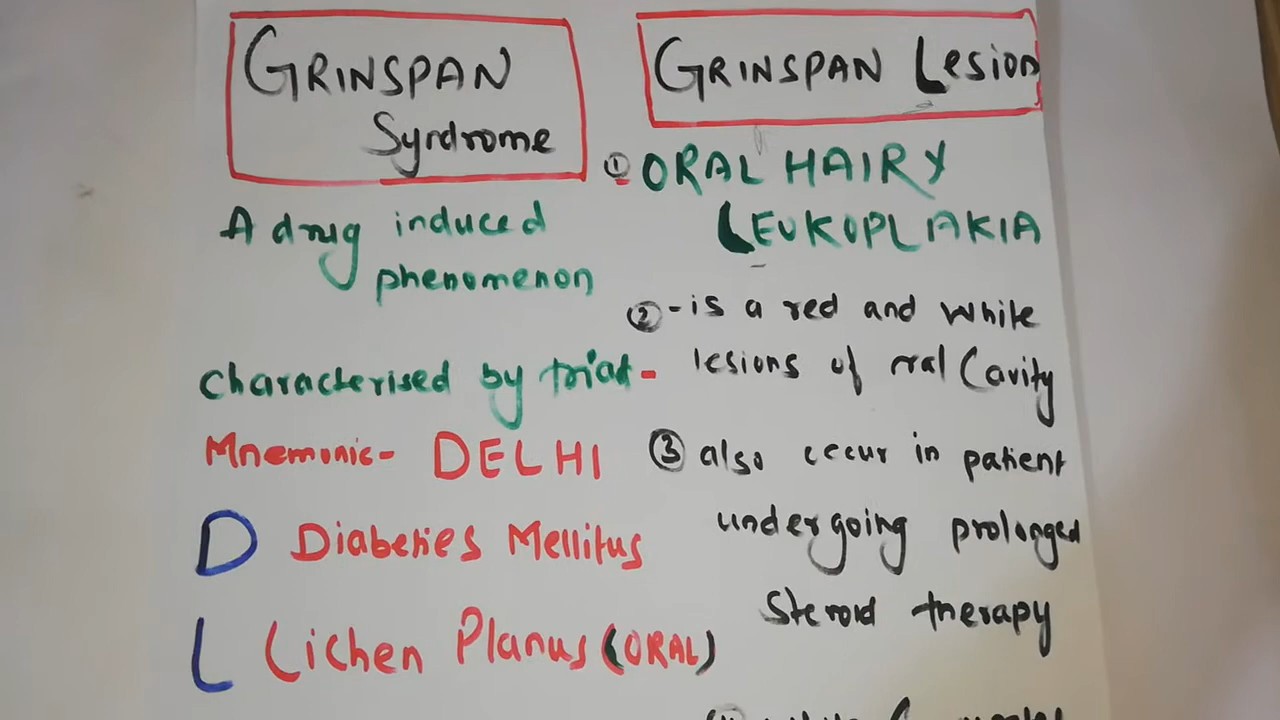 GRINSPAN
Syndrome
A drug induced
phenomenon
characterised by triad-
Mnemonic- DELHI
D Diabeties Mellitus
L Lichen Planus (ORAL)
GRINSPAN Lesion
① ORAL HAIRY
LEUKOPLAKIA
② -is a red and white
lesions of oral Cavity
③ also occur in patient
undergoing prolonged
Steroid therapy